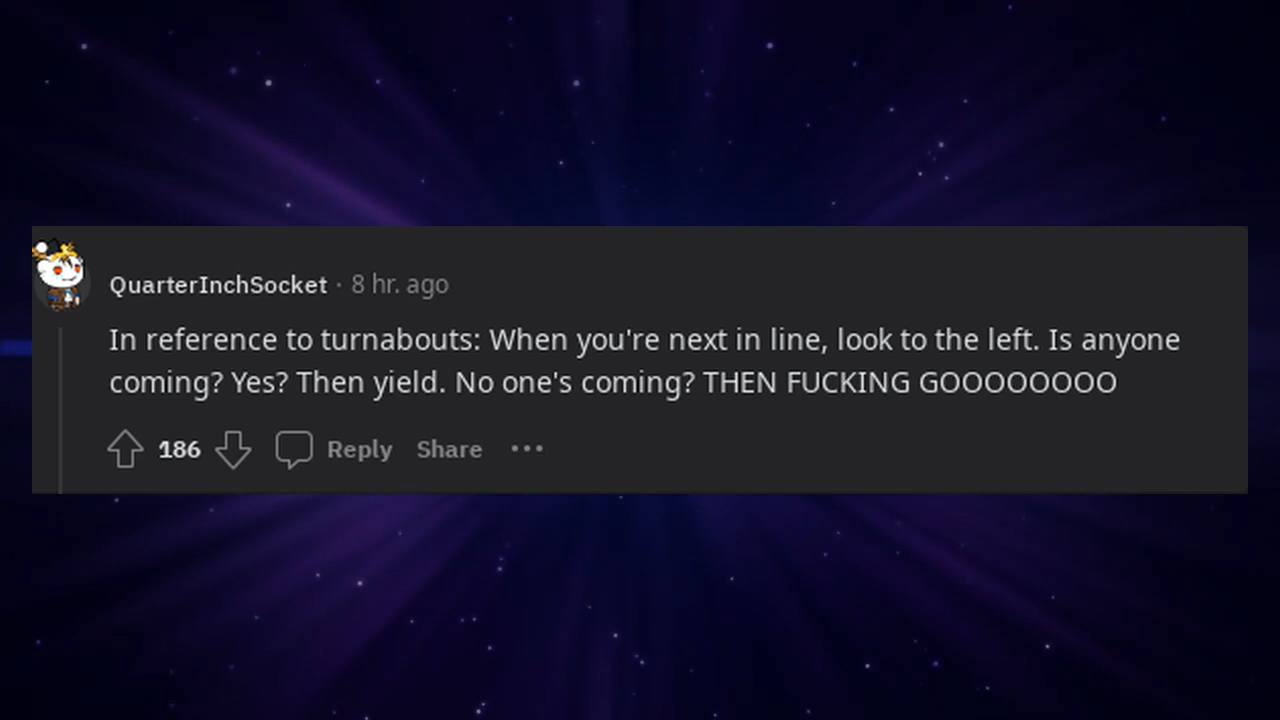 QuarterInchSocket · 8 hr. ago
In reference to turnabouts: When you're next in line, look to the left. Is anyone
coming? Yes? Then yield. No one's coming? THEN FUCKING GOOOOOOOO
186 Reply Share •••